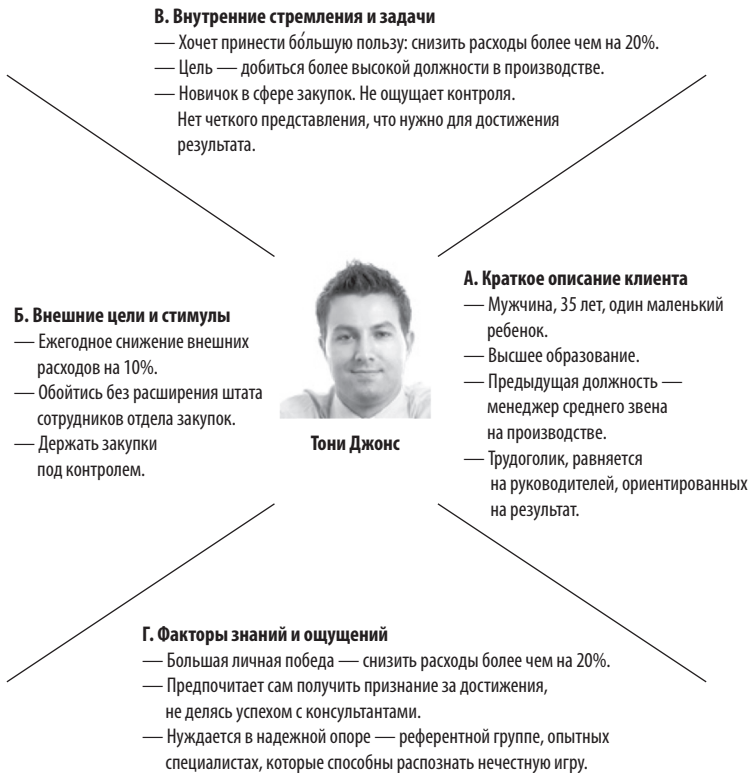 В. Внутренние стремления и задачи
— Хочет принести бо́льшую пользу: снизить расходы более чем на 20%.
— Цель — добиться более высокой должности в производстве.
— Новичок в сфере закупок. Не ощущает контроля.
Нет четкого представления, что нужно для достижения
результата.
Б. Внешние цели и стимулы
— Ежегодное снижение внешних
расходов на 10%.
— Обойтись без расширения штата
сотрудников отдела закупок.
— Держать закупки
под контролем.
Тони Джонс
А. Краткое описание клиента
— Мужчина, 35 лет, один маленький
ребенок.
— Высшее образование.
— Предыдущая должность —
менеджер среднего звена
на производстве.
— Трудоголик, равняется
на руководителей, ориентированных
на результат.
Г. Факторы знаний и ощущений
— Большая личная победа — снизить расходы более чем на 20%.
— Предпочитает сам получить признание за достижения,
не делясь успехом с консультантами.
— Нуждается в надежной опоре — референтной группе, опытных
специалистах, которые способны распознать нечестную игру.